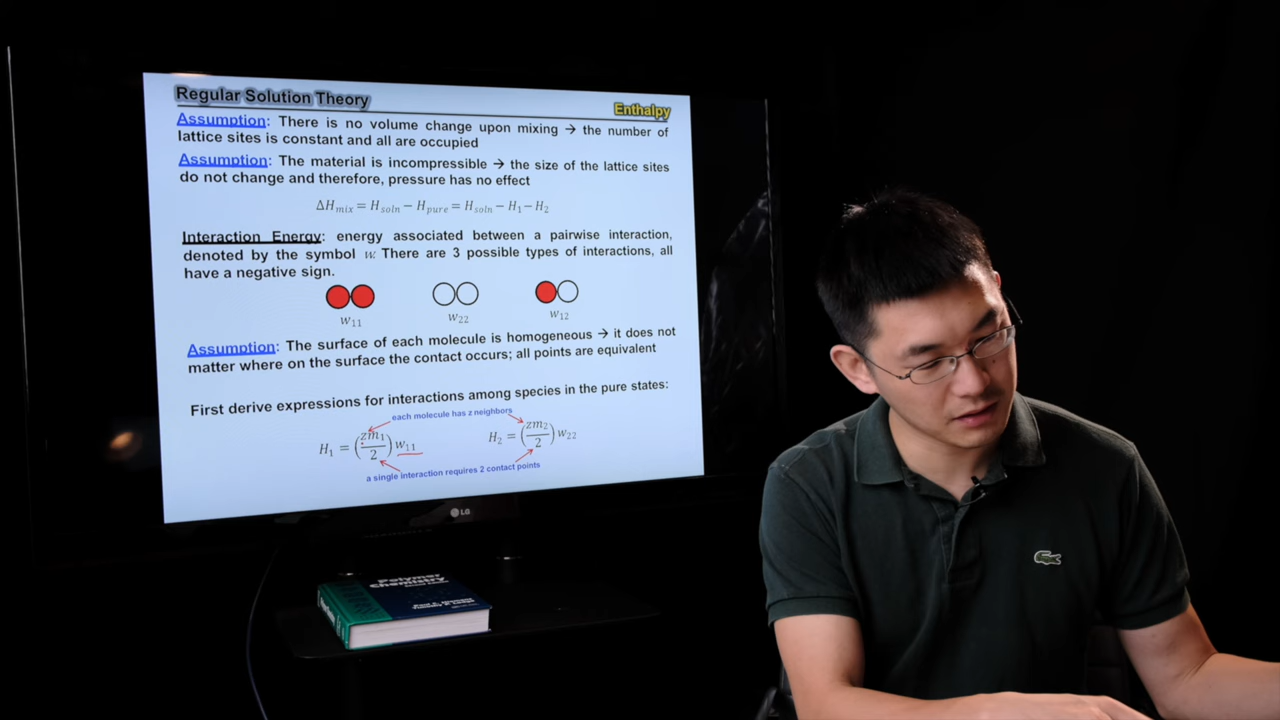 Regular Solution Theory
Enthalpy
Assumption: There is no volume change upon mixing → the number of
lattice sites is constant and all are occupied
Assumption: The material is incompressible → the size of the lattice sites
do not change and therefore, pressure has no effect
ΔH_mix = H_soln − H_pure = H_soln − H_1 − H_2
Interaction Energy: energy associated between a pairwise interaction,
denoted by the symbol w. There are 3 possible types of interactions, all
have a negative sign.
w_11 w_22 w_12
Assumption: The surface of each molecule is homogeneous → it does not
matter where on the surface the contact occurs; all points are equivalent
First derive expressions for interactions among species in the pure states:
each molecule has z neighbors
H_1 = (zm_1/2) w_11 H_2 = (zm_2/2) w_22
a single interaction requires 2 contact points
LG
Polymer
Chemistry